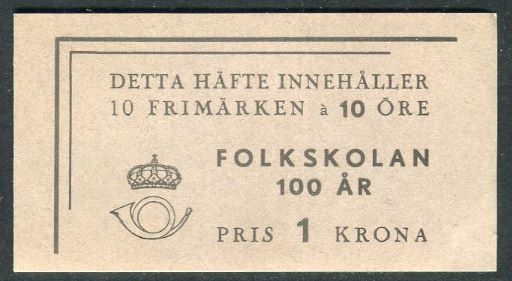 DETTA HÄFTE INNEHÅLLER
10 FRIMÄRKEN à 10 ÖRE
FOLKSKOLAN
100 ÅR
PRIS 1 KRONA